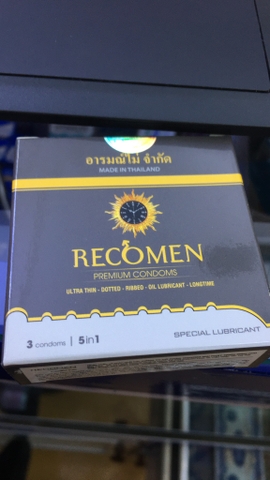 อารมณ์ไม่ จำกัด
MADE IN THAILAND
RECOMEN
PREMIUM CONDOMS
ULTRA THIN - DOTTED - RIBBED - OIL LUBRICANT - LONGTIME
3 condoms | 5in1
SPECIAL LUBRICANT